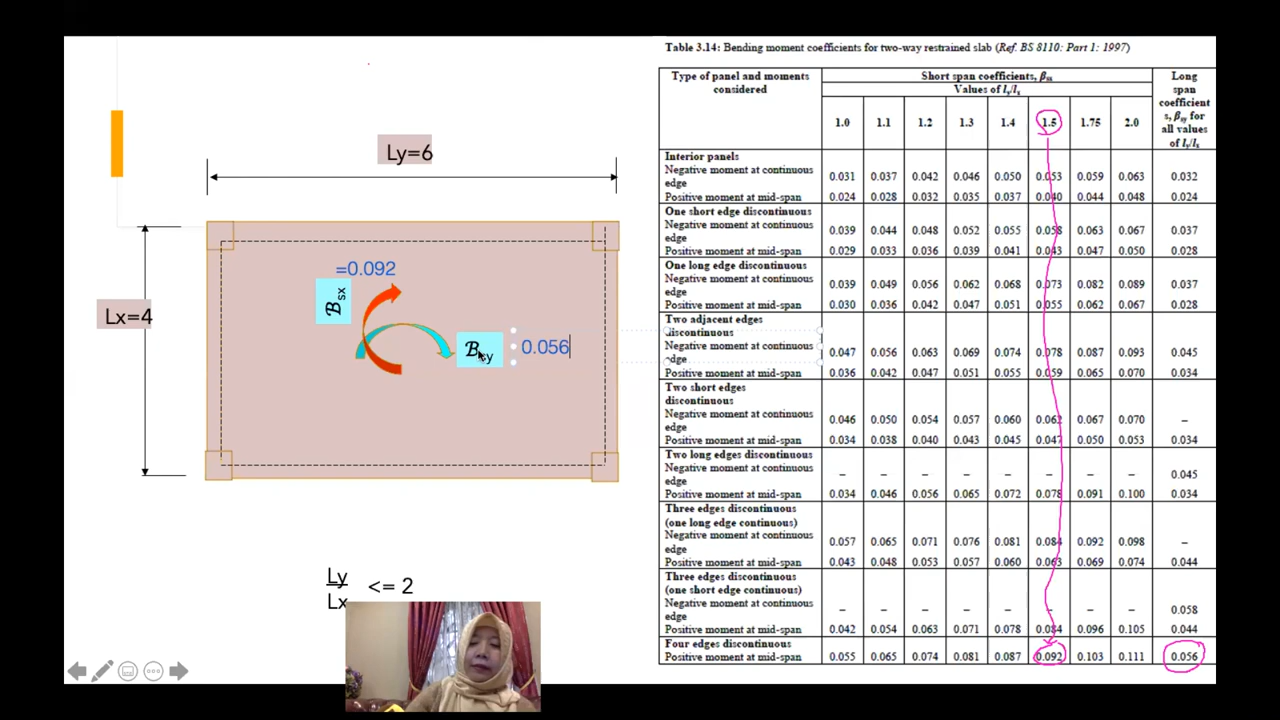 Ly=6
Lx=4
=0.092
ℬsx
ℬsy
0.056
Ly
Lx
<= 2
Table 3.14: Bending moment coefficients for two-way restrained slab (Ref. BS 8110: Part 1: 1997)
Type of panel and moments considered
Short span coefficients, βsx
Values of ly/lx
Long span coefficients, βsy for all values of ly/lx
1.0 1.1 1.2 1.3 1.4 1.5 1.75 2.0
Interior panels
Negative moment at continuous edge 0.031 0.037 0.042 0.046 0.050 0.053 0.059 0.063 0.032
Positive moment at mid-span 0.024 0.028 0.032 0.035 0.037 0.040 0.044 0.048 0.024
One short edge discontinuous
Negative moment at continuous edge 0.039 0.044 0.048 0.052 0.055 0.058 0.063 0.067 0.037
Positive moment at mid-span 0.029 0.033 0.036 0.039 0.041 0.043 0.047 0.050 0.028
One long edge discontinuous
Negative moment at continuous edge 0.039 0.049 0.056 0.062 0.068 0.073 0.082 0.089 0.037
Positive moment at mid-span 0.030 0.036 0.042 0.047 0.051 0.055 0.062 0.067 0.028
Two adjacent edges discontinuous
Negative moment at continuous edge 0.047 0.056 0.063 0.069 0.074 0.078 0.087 0.093 0.045
Positive moment at mid-span 0.036 0.042 0.047 0.051 0.055 0.059 0.065 0.070 0.034
Two short edges discontinuous
Negative moment at continuous edge 0.046 0.050 0.054 0.057 0.060 0.062 0.067 0.070 –
Positive moment at mid-span 0.034 0.038 0.040 0.043 0.045 0.047 0.050 0.053 0.034
Two long edges discontinuous
Negative moment at continuous edge – – – – – – – – 0.045
Positive moment at mid-span 0.034 0.046 0.056 0.065 0.072 0.078 0.091 0.100 0.034
Three edges discontinuous
(one long edge continuous)
Negative moment at continuous edge 0.057 0.065 0.071 0.076 0.081 0.084 0.092 0.098 –
Positive moment at mid-span 0.043 0.048 0.053 0.057 0.060 0.063 0.069 0.074 0.044
Three edges discontinuous
(one short edge continuous)
Negative moment at continuous edge – – – – – – – – 0.058
Positive moment at mid-span 0.042 0.054 0.063 0.071 0.078 0.084 0.096 0.105 0.044
Four edges discontinuous
Positive moment at mid-span 0.055 0.065 0.074 0.081 0.087 0.092 0.103 0.111 0.056